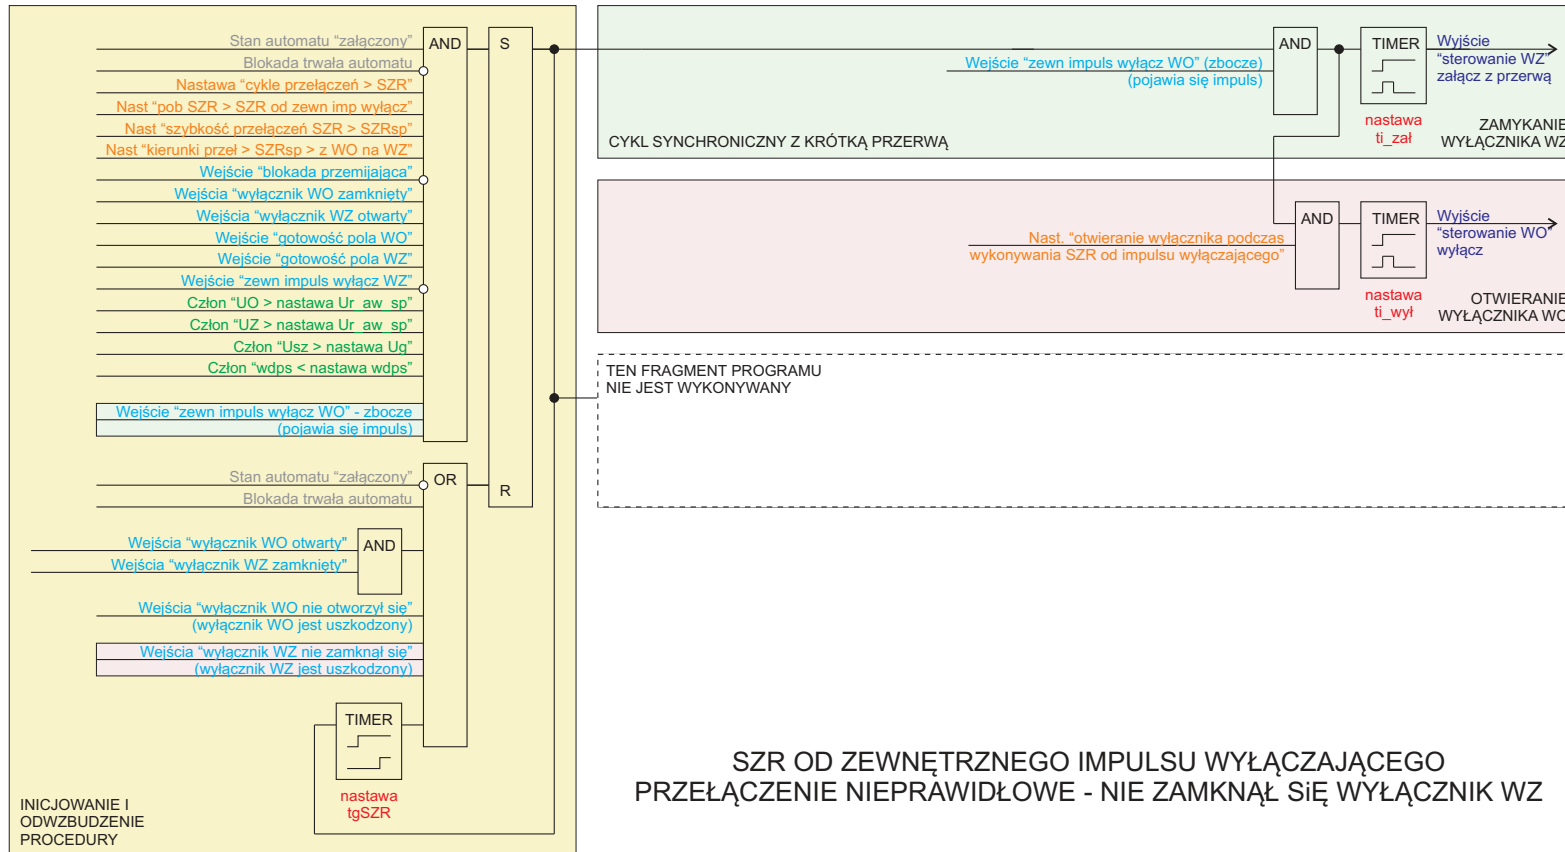 Stan automatu “załączony”
Blokada trwała automatu
Nastawa “cykle przełączeń > SZR”
Nast “pob SZR > SZR od zewn imp wyłącz”
Nast “szybkość przełączeń SZR > SZRsp”
Nast “kierunki przeł > SZRsp > z WO na WZ”
Wejście “blokada przemijająca”
Wejścia “wyłącznik WO zamknięty”
Wejścia “wyłącznik WZ otwarty”
Wejście “gotowość pola WO”
Wejście “gotowość pola WZ”
Wejście “zewn impuls wyłącz WZ”
Człon “UO > nastawa Ur_aw_sp”
Człon “UZ > nastawa Ur_aw_sp”
Człon “Usz > nastawa Ug”
Człon “wdps < nastawa wdps”
Wejście “zewn impuls wyłącz WO” - zbocze
(pojawia się impuls)
AND
S
R
Stan automatu “załączony”
Blokada trwała automatu
OR
Wejścia “wyłącznik WO otwarty"
Wejścia “wyłącznik WZ zamknięty"
AND
Wejścia “wyłącznik WO nie otworzył się”
(wyłącznik WO jest uszkodzony)
Wejścia “wyłącznik WZ nie zamknął się”
(wyłącznik WZ jest uszkodzony)
TIMER
nastawa
tgSZR
INICJOWANIE I
ODWZBUDZENIE
PROCEDURY
Wejście “zewn impuls wyłącz WO” (zbocze)
(pojawia się impuls)
AND
TIMER
nastawa
ti_zał
Wyjście
“sterowanie WZ”
załącz z przerwą
CYKL SYNCHRONICZNY Z KRÓTKĄ PRZERWĄ
ZAMYKANIE
WYŁĄCZNIKA WZ
Nast. “otwieranie wyłącznika podczas
wykonywania SZR od impulsu wyłączającego”
AND
TIMER
nastawa
ti_wył
Wyjście
“sterowanie WO”
wyłącz
OTWIERANIE
WYŁĄCZNIKA WO
TEN FRAGMENT PROGRAMU
NIE JEST WYKONYWANY
SZR OD ZEWNĘTRZNEGO IMPULSU WYŁĄCZAJĄCEGO
PRZEŁĄCZENIE NIEPRAWIDŁOWE - NIE ZAMKNĄŁ SiĘ WYŁĄCZNIK WZ